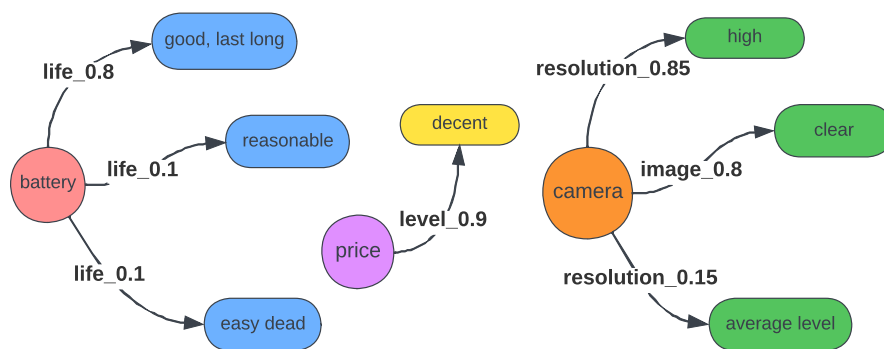 good, last long
life_0.8
reasonable
life_0.1
battery
life_0.1
easy dead
decent
level_0.9
price
high
resolution_0.85
clear
image_0.8
camera
resolution_0.15
average level